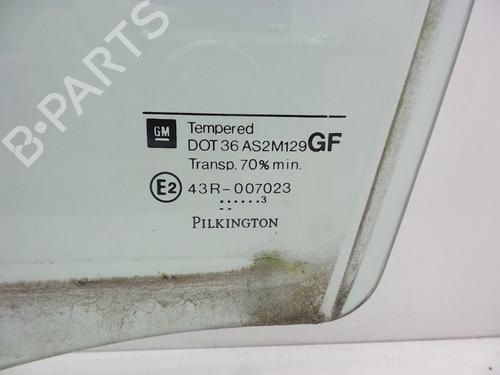 B-PARTS
GM
Tempered
DOT 36 AS2M129 GF
Transp. 70% min.
E2 43R-007023
......3
PILKINGTON